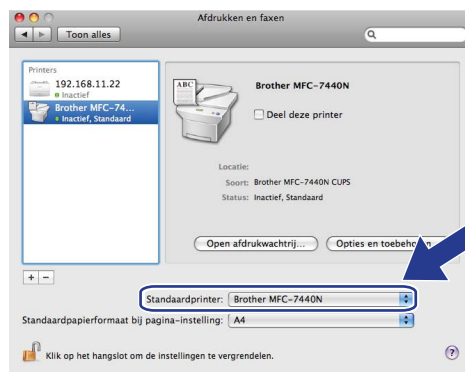 Afdrukken en faxen
Toon alles
Printers
192.168.11.22
Inactief
Brother MFC-74...
Inactief, Standaard
ABC
Brother MFC-7440N
Deel deze printer
Locatie:
Soort: Brother MFC-7440N CUPS
Status: Inactief, Standaard
Open afdrukwachtrij... Opties en
+ -
Standaardprinter: Brother MFC-7440N
Standaardpapierformaat bij pagina-instelling: A4
Klik op het hangslot om de instellingen te vergrendelen.
?